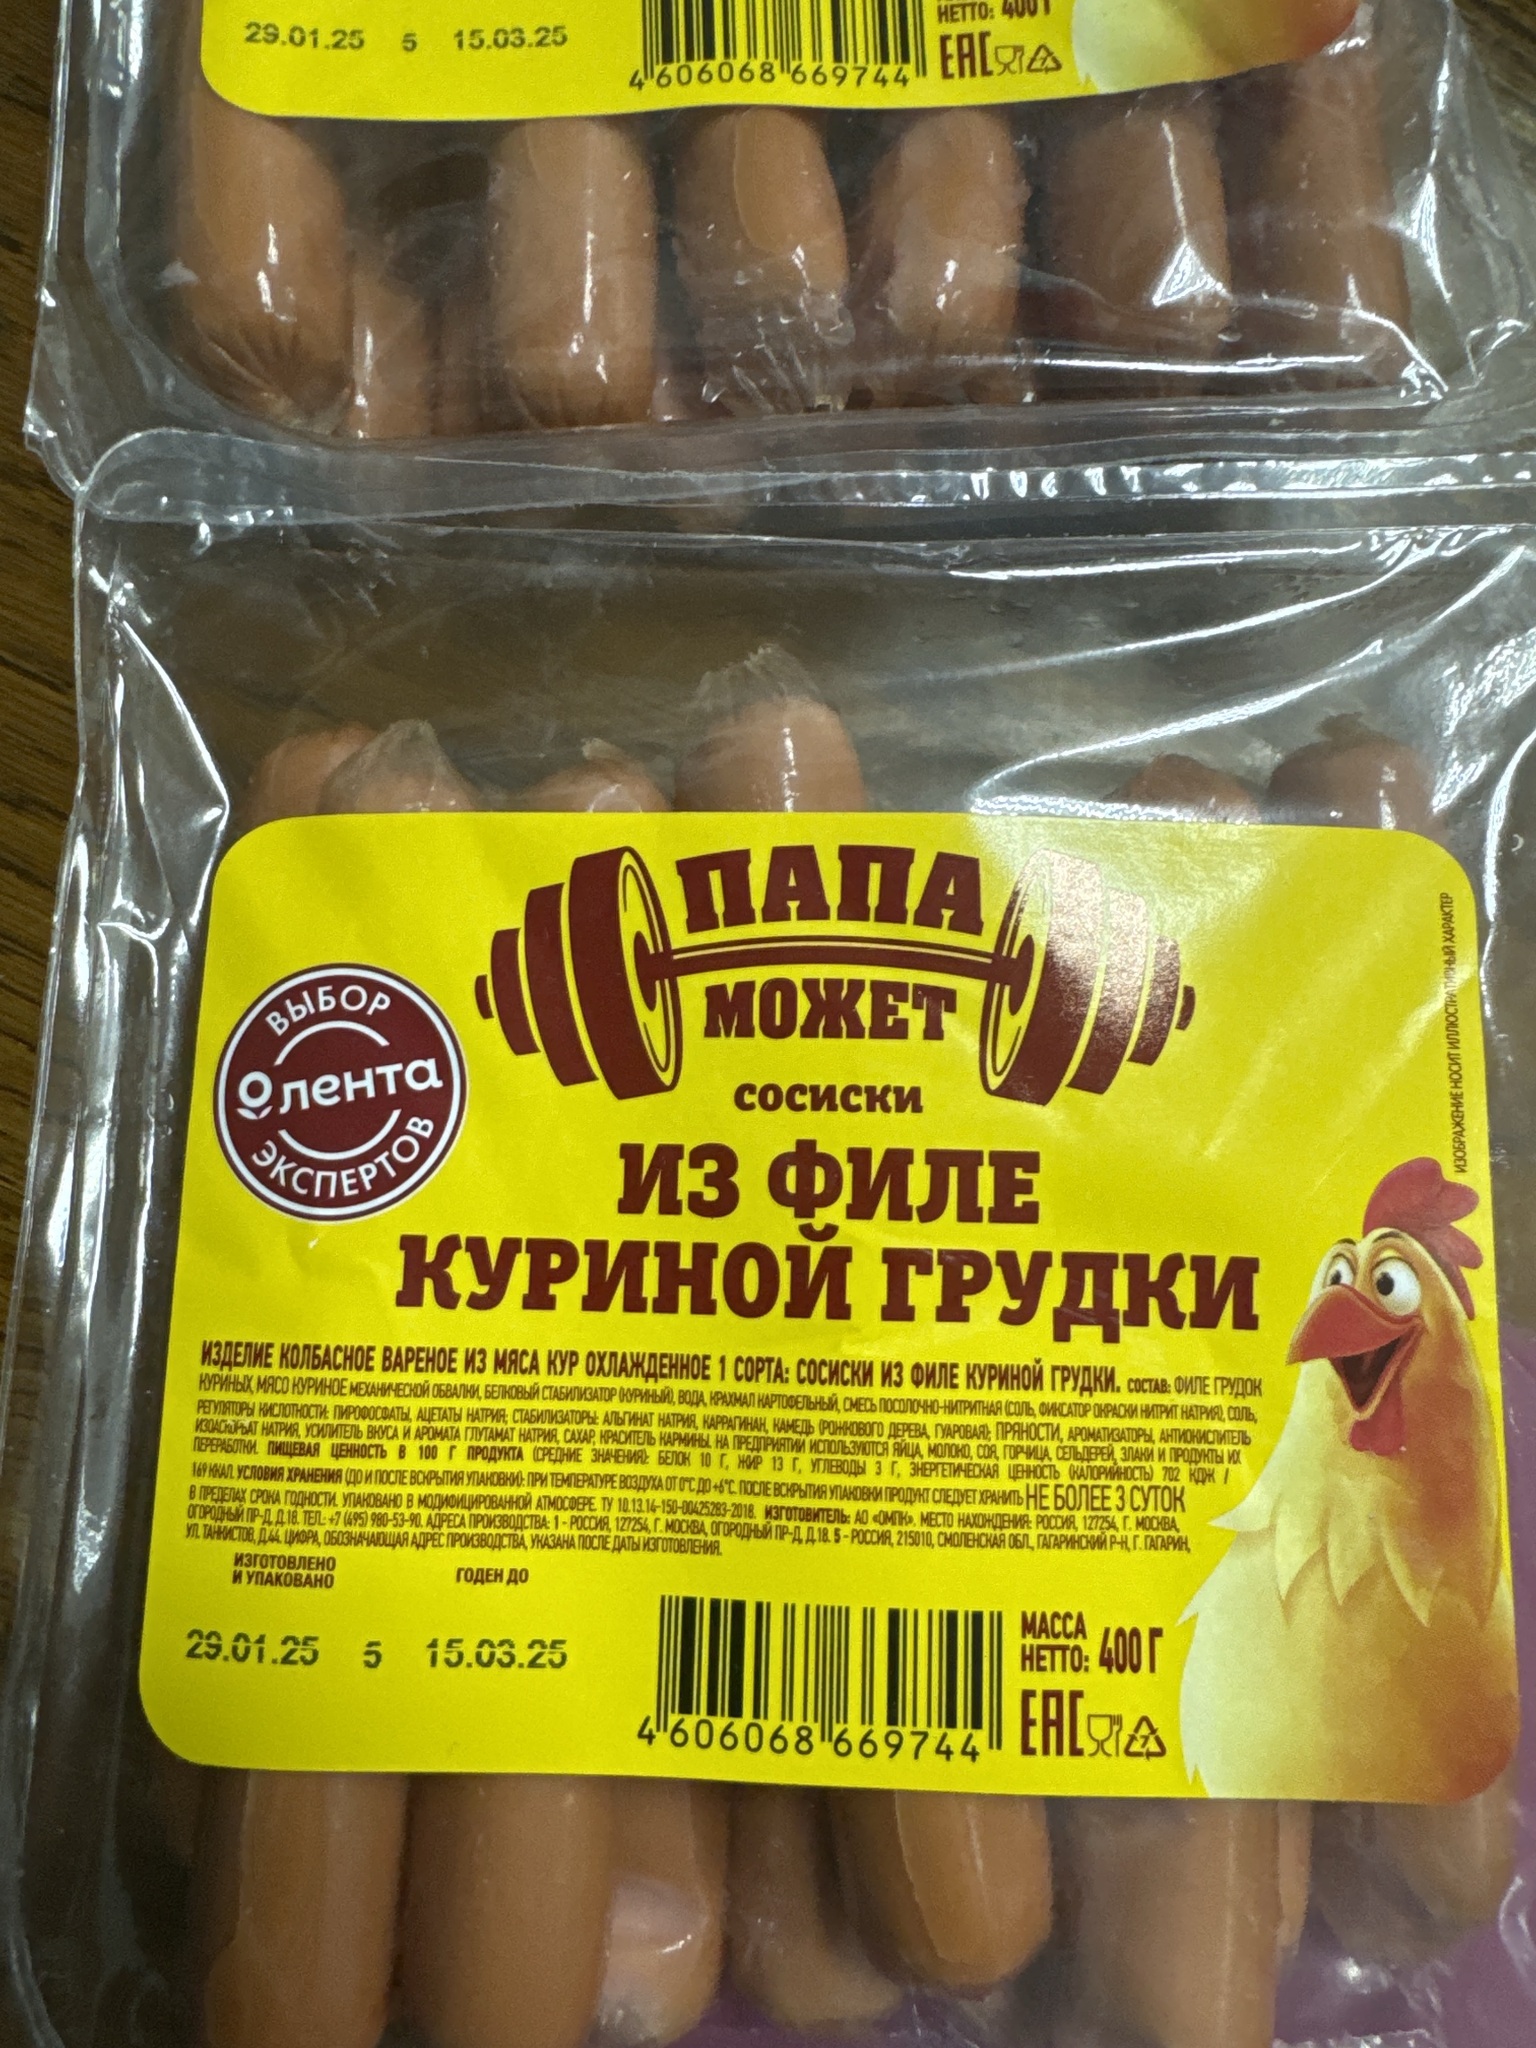 НЕТТО: 400 Г
29.01.25 5 15.03.25
4 606068 669744
EAC
7
ПАПА
МОЖЕТ
ВЫБОР
лента
ЭКСПЕРТОВ
сосиски
ИЗ ФИЛЕ
КУРИНОЙ ГРУДКИ
ИЗОБРАЖЕНИЕ НОСИТ ИЛЛЮСТРАТИВНЫЙ ХАРАКТЕР
ИЗДЕЛИЕ КОЛБАСНОЕ ВАРЕНОЕ ИЗ МЯСА КУР ОХЛАЖДЕННОЕ 1 СОРТА: СОСИСКИ ИЗ ФИЛЕ КУРИНОЙ ГРУДКИ. СОСТАВ: ФИЛЕ ГРУДОК
КУРИНЫХ, МЯСО КУРИНОЕ МЕХАНИЧЕСКОЙ ОБВАЛКИ, БЕЛКОВЫЙ СТАБИЛИЗАТОР (КУРИНЫЙ), ВОДА, КРАХМАЛ КАРТОФЕЛЬНЫЙ, СМЕСЬ ПОСОЛОЧНО-НИТРИТНАЯ (СОЛЬ, ФИКСАТОР ОКРАСКИ НИТРИТ НАТРИЯ), СОЛЬ,
РЕГУЛЯТОРЫ КИСЛОТНОСТИ: ПИРОФОСФАТЫ, АЦЕТАТЫ НАТРИЯ; СТАБИЛИЗАТОРЫ: АЛЬГИНАТ НАТРИЯ, КАРРАГИНАН, КАМЕДЬ (РОЖКОВОГО ДЕРЕВА, ГУАРОВАЯ); ПРЯНОСТИ, АРОМАТИЗАТОРЫ, АНТИОКИСЛИТЕЛЬ
ИЗОАСКОРБАТ НАТРИЯ, УСИЛИТЕЛЬ ВКУСА И АРОМАТА ГЛУТАМАТ НАТРИЯ, САХАР, КРАСИТЕЛЬ КАРМИНЫ. НА ПРЕДПРИЯТИИ ИСПОЛЬЗУЮТСЯ ЯЙЦА, МОЛОКО, СОЯ, ГОРЧИЦА, СЕЛЬДЕРЕЙ, ЗЛАКИ И ПРОДУКТЫ ИХ
ПЕРЕРАБОТКИ. ПИЩЕВАЯ ЦЕННОСТЬ В 100 Г ПРОДУКТА (СРЕДНИЕ ЗНАЧЕНИЯ): БЕЛОК 10 Г, ЖИР 13 Г, УГЛЕВОДЫ 3 Г, ЭНЕРГЕТИЧЕСКАЯ ЦЕННОСТЬ (КАЛОРИЙНОСТЬ) 702 КДЖ /
169 ККАЛ. УСЛОВИЯ ХРАНЕНИЯ (ДО И ПОСЛЕ ВСКРЫТИЯ УПАКОВКИ): ПРИ ТЕМПЕРАТУРЕ ВОЗДУХА ОТ 0°С ДО +6°С. ПОСЛЕ ВСКРЫТИЯ УПАКОВКИ ПРОДУКТ СЛЕДУЕТ ХРАНИТЬ НЕ БОЛЕЕ 3 СУТОК
В ПРЕДЕЛАХ СРОКА ГОДНОСТИ. УПАКОВАНО В МОДИФИЦИРОВАННОЙ АТМОСФЕРЕ. ТУ 10.13.14-150-00425283-2018. ИЗГОТОВИТЕЛЬ: АО «ОМПК». МЕСТО НАХОЖДЕНИЯ: РОССИЯ, 127254, Г. МОСКВА,
ОГОРОДНЫЙ ПР-Д, Д.18. ТЕЛ.: +7 (495) 980-53-90. АДРЕСА ПРОИЗВОДСТВА: 1 - РОССИЯ, 127254, Г. МОСКВА, ОГОРОДНЫЙ ПР-Д, Д.18. 5 - РОССИЯ, 215010, СМОЛЕНСКАЯ ОБЛ., ГАГАРИНСКИЙ Р-Н, Г. ГАГАРИН,
УЛ. ТАНКИСТОВ, Д.44. ЦИФРА, ОБОЗНАЧАЮЩАЯ АДРЕС ПРОИЗВОДСТВА, УКАЗАНА ПОСЛЕ ДАТЫ ИЗГОТОВЛЕНИЯ.
ИЗГОТОВЛЕНО
И УПАКОВАНО
ГОДЕН ДО
29.01.25 5 15.03.25
4 606068 669744
МАССА
НЕТТО: 400 Г
EAC
7